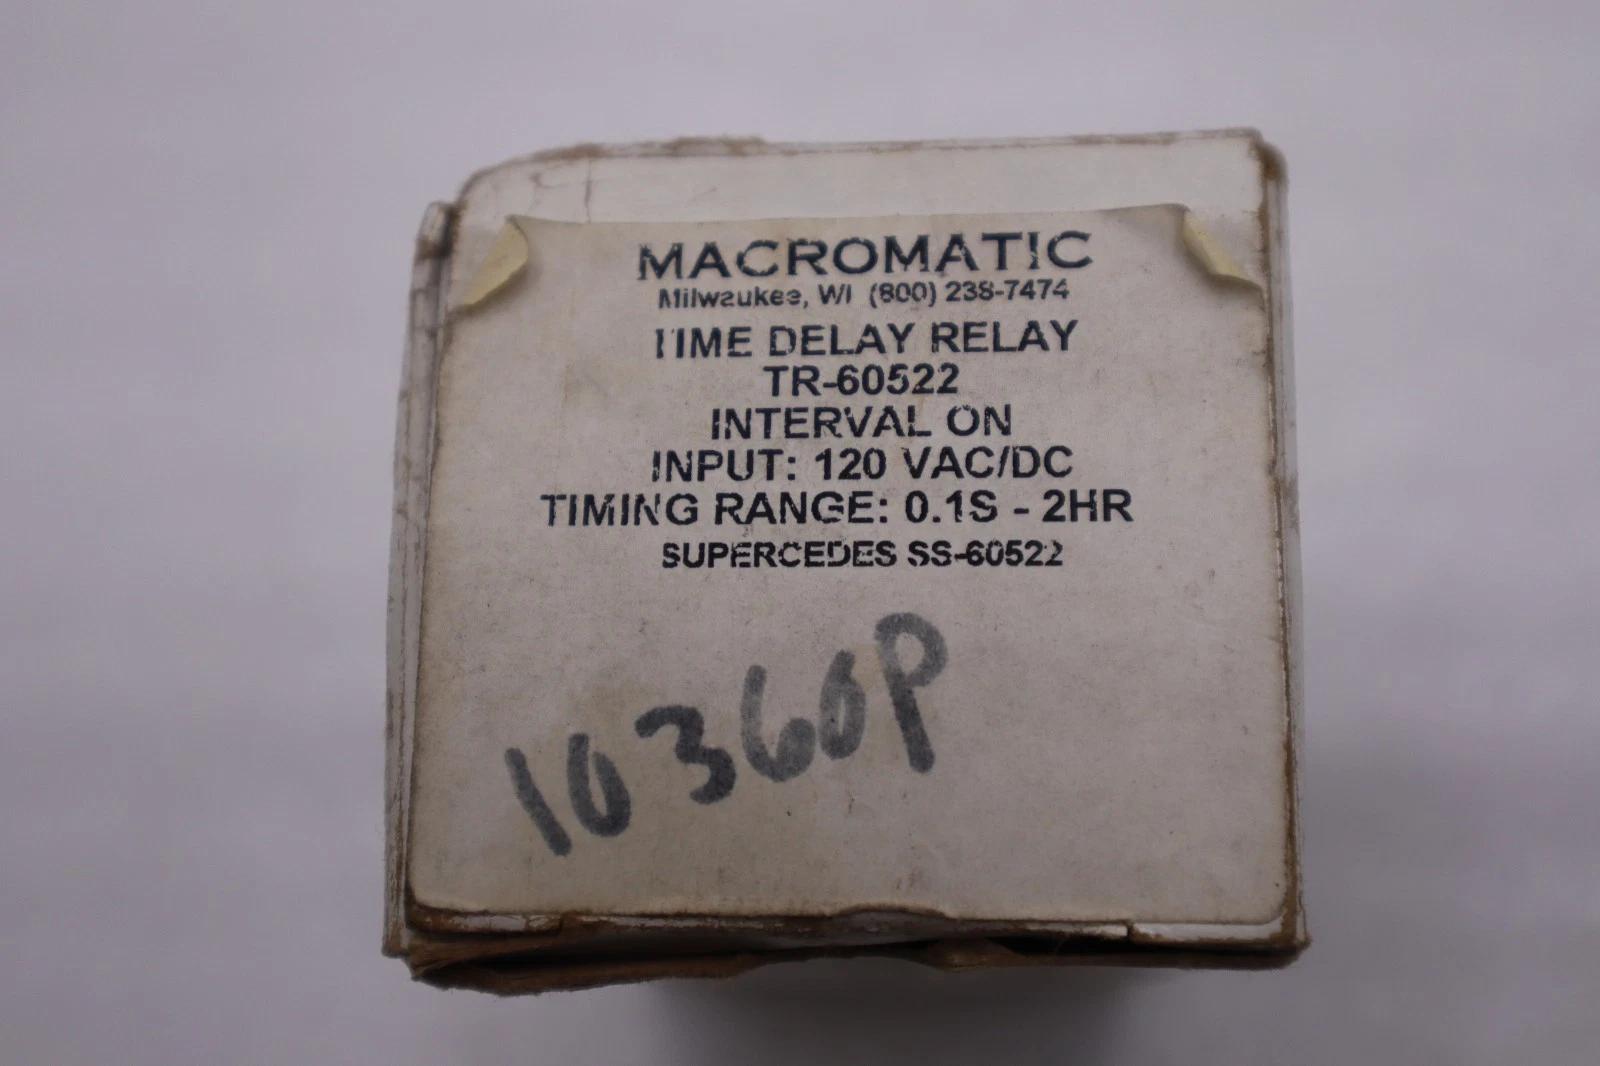 MACROMATIC
Milwaukee, WI (800) 238-7474
TIME DELAY RELAY
TR-60522
INTERVAL ON
INPUT: 120 VAC/DC
TIMING RANGE: 0.1S - 2HR
SUPERCEDES SS-60522
10360P